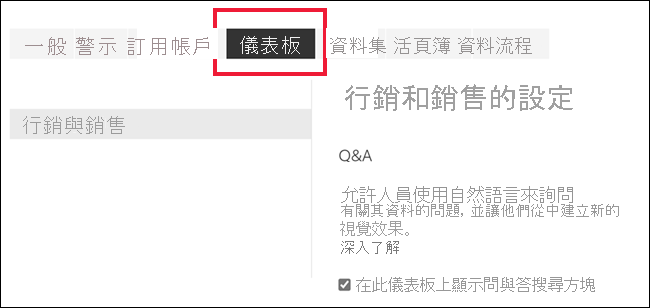 一般 警示 訂用帳戶 儀表板 資料集 活頁簿 資料流程
行銷和銷售的設定
行銷與銷售
Q&A
允許人員使用自然語言來詢問
有關其資料的問題, 並讓他們從中建立新的
視覺效果。
深入了解
在此儀表板上顯示問與答搜尋方塊